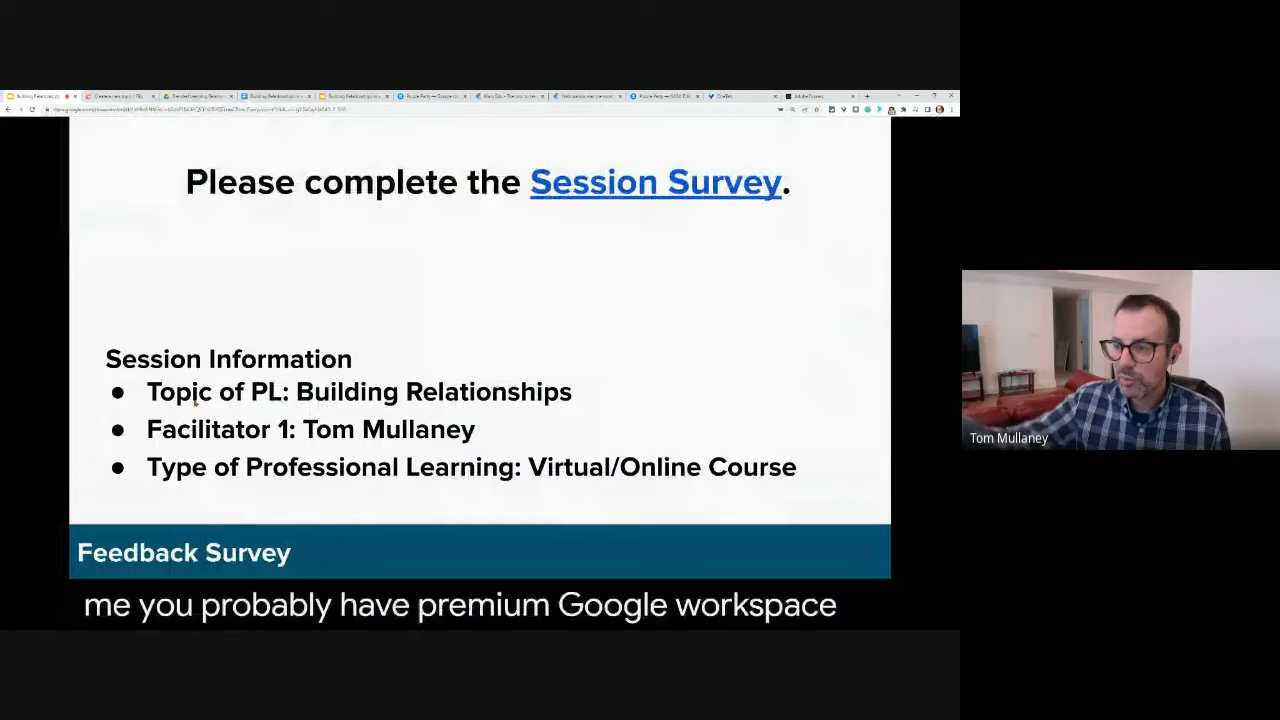 Please complete the Session Survey.
Session Information
● Topic of PL: Building Relationships
● Facilitator 1: Tom Mullaney
● Type of Professional Learning: Virtual/Online Course
Feedback Survey
me you probably have premium Google workspace
Tom Mullaney